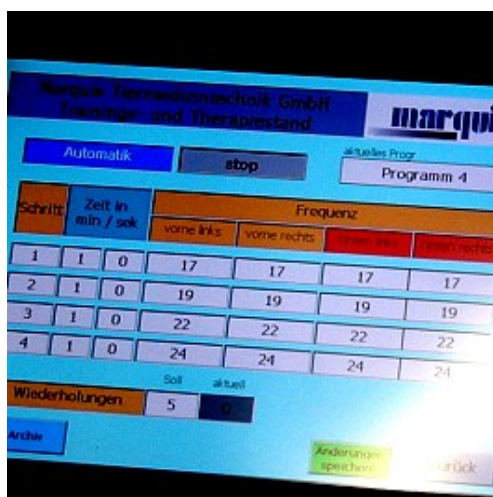 Marquis Tiermedizintechnik GmbH
Trainings- und Therapiestand
marqui
Automatik
stop
aktuelles Progr
Programm 4
Schritt
Zeit in
min / sek
Frequenz
vorne links vorne rechts hinten links hinten rechts
1 1 0 17 17 17 17
2 1 0 19 19 19 19
3 1 0 22 22 22 22
4 1 0 24 24 24 24
Soll aktuell
Wiederholungen 5 0
Archiv
Änderungen
speichern
zurück